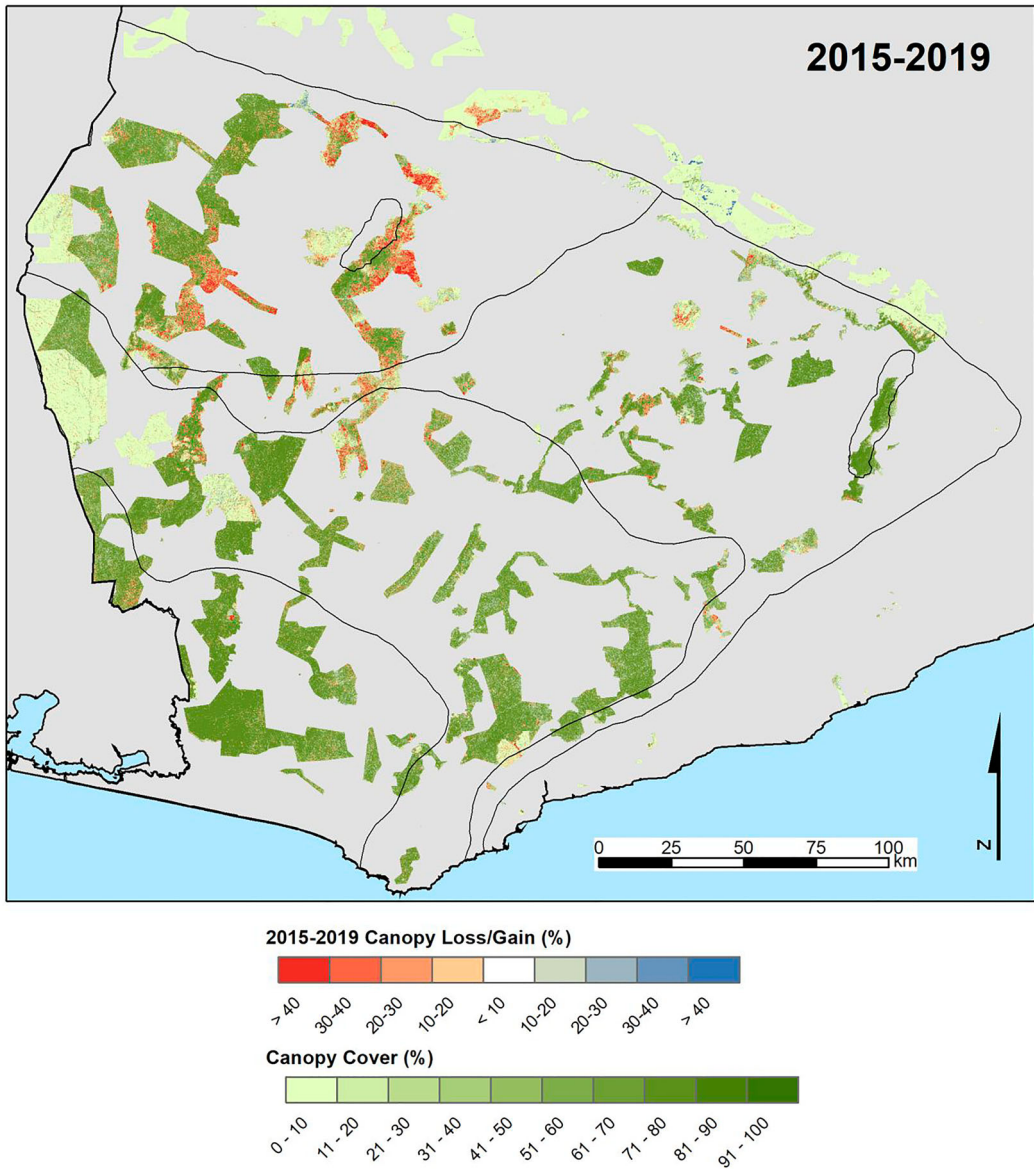 2015-2019
0 25 50 75 100
km
N
2015-2019 Canopy Loss/Gain (%)
> 40 30-40 20-30 10-20 < 10 10-20 20-30 30-40 > 40
Canopy Cover (%)
0 - 10 11 - 20 21 - 30 31 - 40 41 - 50 51 - 60 61 - 70 71 - 80 81 - 90 91 - 100